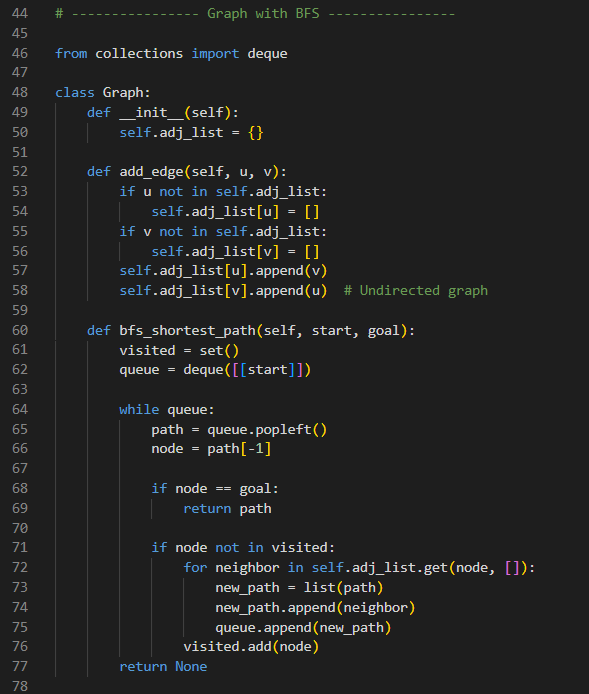 44 # ---------------- Graph with BFS ----------------
45
46 from collections import deque
47
48 class Graph:
49     def __init__(self):
50         self.adj_list = {}
51
52     def add_edge(self, u, v):
53         if u not in self.adj_list:
54             self.adj_list[u] = []
55         if v not in self.adj_list:
56             self.adj_list[v] = []
57         self.adj_list[u].append(v)
58         self.adj_list[v].append(u)  # Undirected graph
59
60     def bfs_shortest_path(self, start, goal):
61         visited = set()
62         queue = deque([[start]])
63
64         while queue:
65             path = queue.popleft()
66             node = path[-1]
67
68             if node == goal:
69                 return path
70
71             if node not in visited:
72                 for neighbor in self.adj_list.get(node, []):
73                     new_path = list(path)
74                     new_path.append(neighbor)
75                     queue.append(new_path)
76                 visited.add(node)
77         return None
78